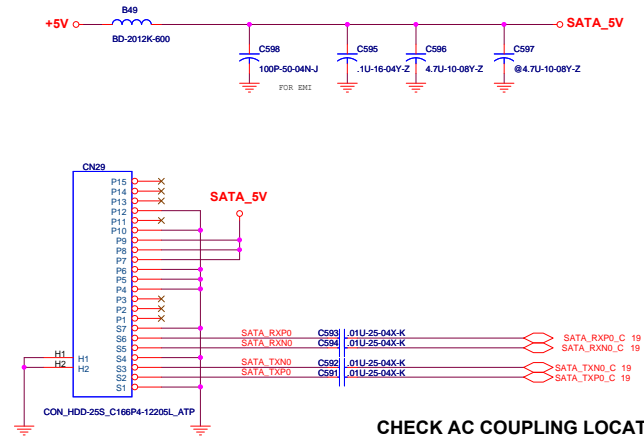 B49
+5V
SATA_5V
BD-2012K-600
C598
C595
C596
C597
100P-50-04N-J
.1U-16-04Y-Z
4.7U-10-08Y-Z
@4.7U-10-08Y-Z
FOR EMI
CN29
P15
P14
P13
P12
P11
P10
P9
P8
P7
P6
P5
P4
P3
P2
P1
S7
S6
S5
S4
S3
S2
S1
SATA_5V
H1
H2
H1
H2
SATA_RXP0 C593 .01U-25-04X-K SATA_RXP0_C 19
SATA_RXN0 C594 .01U-25-04X-K SATA_RXN0_C 19
SATA_TXN0 C592 .01U-25-04X-K SATA_TXN0_C 19
SATA_TXP0 C591 .01U-25-04X-K SATA_TXP0_C 19
CON_HDD-25S_C166P4-12205L_ATP
CHECK AC COUPLING LOCAT